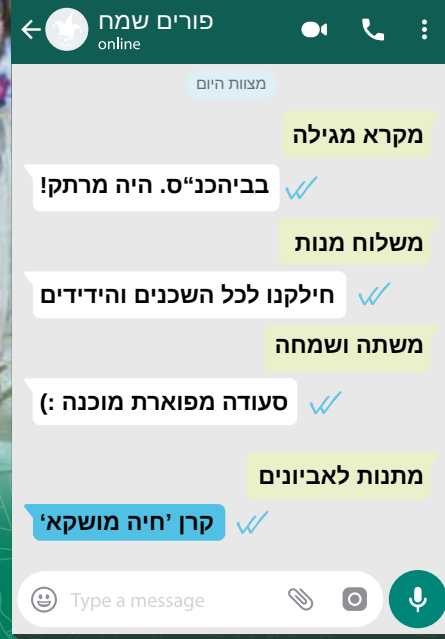 פורים שמח
online
מצוות היום
מקרא מגילה
בביהכנ“ס. היה מרתק!
משלוח מנות
חילקנו לכל השכנים והידידים
משתה ושמחה
סעודה מפוארת מוכנה :)
מתנות לאביונים
קרן ’חיה מושקא‘
Type a message